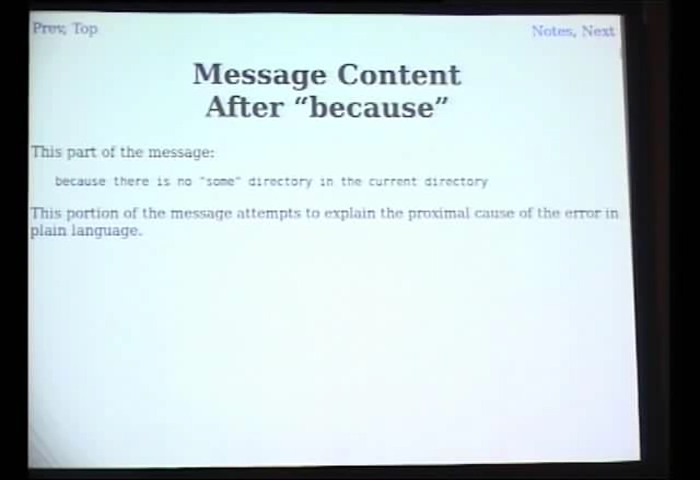 Prev, Top
Notes, Next
Message Content
After “because”
This part of the message:
because there is no "some" directory in the current directory
This portion of the message attempts to explain the proximal cause of the error in
plain language.